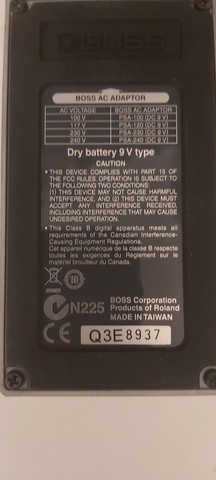 BOSS
BOSS AC ADAPTOR
AC VOLTAGE BOSS AC ADAPTOR
100 V PSA-100 (DC 9 V)
117 V PSA-120 (DC 9 V)
230 V PSA-230 (DC 9 V)
240 V PSA-240 (DC 9 V)
Dry battery 9 V type
CAUTION
• THIS DEVICE COMPLIES WITH PART 15 OF
THE FCC RULES. OPERATION IS SUBJECT TO
THE FOLLOWING TWO CONDITIONS:
(1) THIS DEVICE MAY NOT CAUSE HARMFUL
INTERFERENCE, AND (2) THIS DEVICE MUST
ACCEPT ANY INTERFERENCE RECEIVED,
INCLUDING INTERFERENCE THAT MAY CAUSE
UNDESIRED OPERATION.
• This Class B digital apparatus meets all
requirements of the Canadian Interference-
Causing Equipment Regulations.
Cet appareil numérique de la classe B respecte
toutes les exigences du Règlement sur le
matériel brouilleur du Canada.
10
N225
BOSS Corporation
Products of Roland
MADE IN TAIWAN
CE
Q3E8937